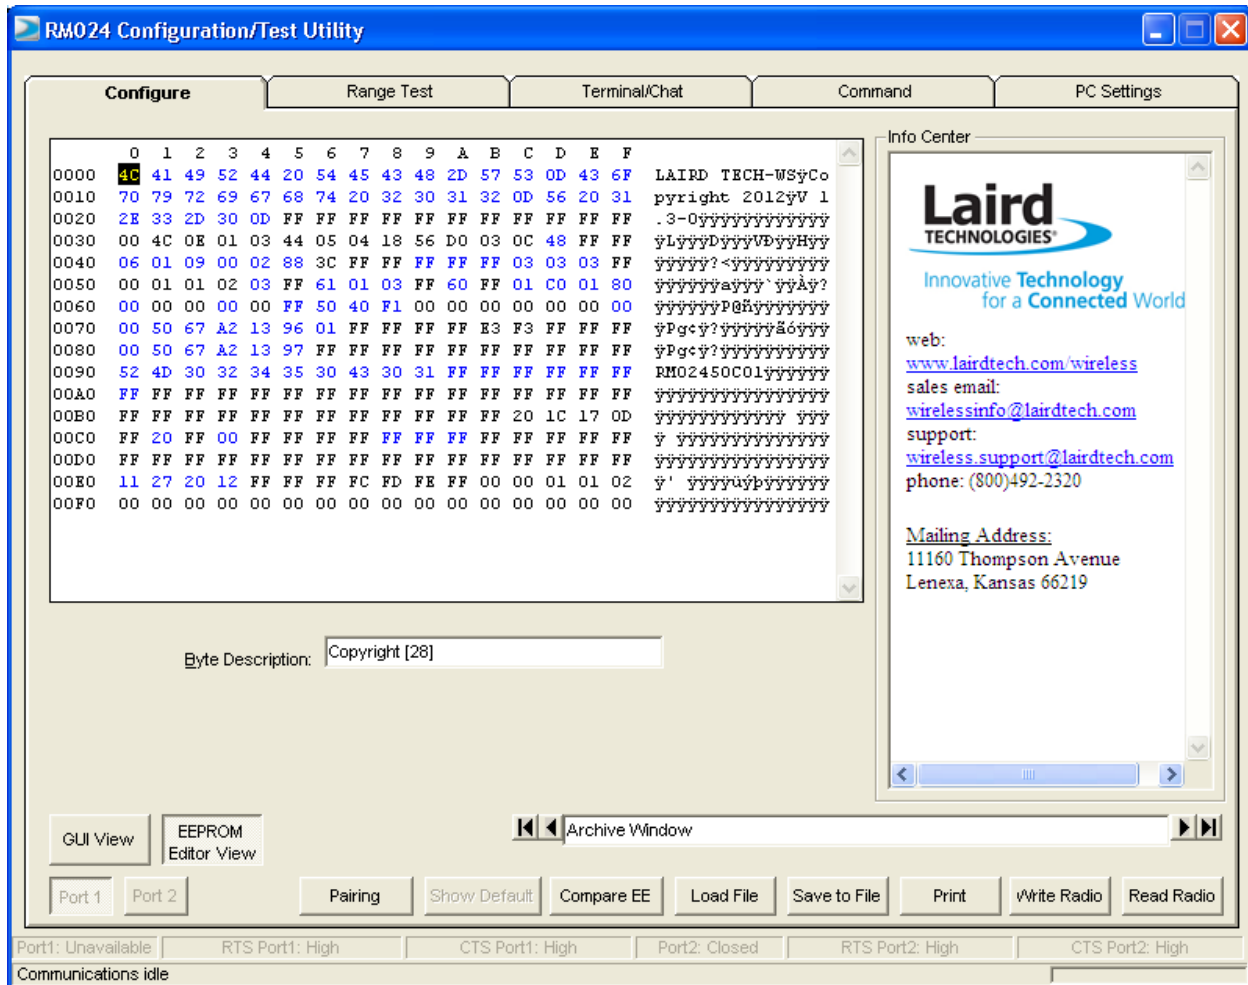 RM024 Configuration/Test Utility
Configure Range Test Terminal/Chat Command PC Settings
0 1 2 3 4 5 6 7 8 9 A B C D E F
0000 4C 41 49 52 44 20 54 45 43 48 2D 57 53 0D 43 6F LAIRD TECH-WSÿCo
0010 70 79 72 69 67 68 74 20 32 30 31 32 0D 56 20 31 pyright 2012ÿV 1
0020 2E 33 2D 30 0D FF FF FF FF FF FF FF FF FF FF FF .3-0ÿÿÿÿÿÿÿÿÿÿÿÿ
0030 00 4C 0E 01 03 44 05 04 18 56 D0 03 0C 48 FF FF ÿLÿÿÿDÿÿÿVÐÿÿHÿÿ
0040 06 01 09 00 02 88 3C FF FF FF FF FF 03 03 03 FF ÿÿÿÿÿ?<ÿÿÿÿÿÿÿÿÿ
0050 00 01 01 02 03 FF 61 01 03 FF 60 FF 01 C0 01 80 ÿÿÿÿÿÿaÿÿÿ`ÿÿÀÿ?
0060 00 00 00 00 00 FF 50 40 F1 00 00 00 00 00 00 00 ÿÿÿÿÿÿP@ñÿÿÿÿÿÿÿ
0070 00 50 67 A2 13 96 01 FF FF FF FF E3 F3 FF FF FF ÿPg¢ÿ?ÿÿÿÿÿãóÿÿÿ
0080 00 50 67 A2 13 97 FF FF FF FF FF FF FF FF FF FF ÿPg¢ÿ?ÿÿÿÿÿÿÿÿÿÿ
0090 52 4D 30 32 34 35 30 43 30 31 FF FF FF FF FF FF RM02450C01ÿÿÿÿÿÿ
00A0 FF FF FF FF FF FF FF FF FF FF FF FF FF FF FF FF ÿÿÿÿÿÿÿÿÿÿÿÿÿÿÿÿ
00B0 FF FF FF FF FF FF FF FF FF FF FF FF 20 1C 17 0D ÿÿÿÿÿÿÿÿÿÿÿÿ ÿÿÿ
00C0 FF 20 FF 00 FF FF FF FF FF FF FF FF FF FF FF FF ÿ ÿÿÿÿÿÿÿÿÿÿÿÿÿÿ
00D0 FF FF FF FF FF FF FF FF FF FF FF FF FF FF FF FF ÿÿÿÿÿÿÿÿÿÿÿÿÿÿÿÿ
00E0 11 27 20 12 FF FF FF FC FD FE FF 00 00 01 01 02 ÿ' ÿÿÿÿüýþÿÿÿÿÿÿ
00F0 00 00 00 00 00 00 00 00 00 00 00 00 00 00 00 00 ÿÿÿÿÿÿÿÿÿÿÿÿÿÿÿÿ
Byte Description: Copyright [28]
Info Center
Laird
TECHNOLOGIES®
Innovative Technology
for a Connected World
web:
www.lairdtech.com/wireless
sales email:
wirelessinfo@lairdtech.com
support:
wireless.support@lairdtech.com
phone: (800)492-2320
Mailing Address:
11160 Thompson Avenue
Lenexa, Kansas 66219
GUI View
EEPROM
Editor View
Archive Window
Port 1 Port 2 Pairing Show Default Compare EE Load File Save to File Print Write Radio Read Radio
Port1: Unavailable RTS Port1: High CTS Port1: High Port2: Closed RTS Port2: High CTS Port2: High
Communications idle